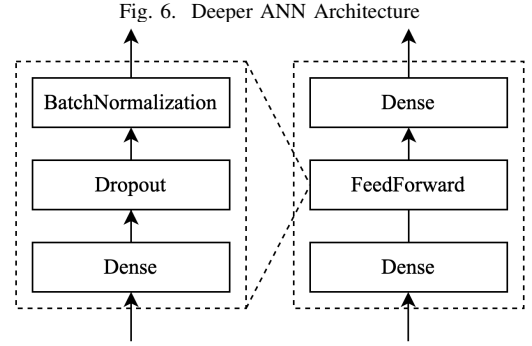 Fig. 6. Deeper ANN Architecture
BatchNormalization
Dropout
Dense
Dense
FeedForward
Dense